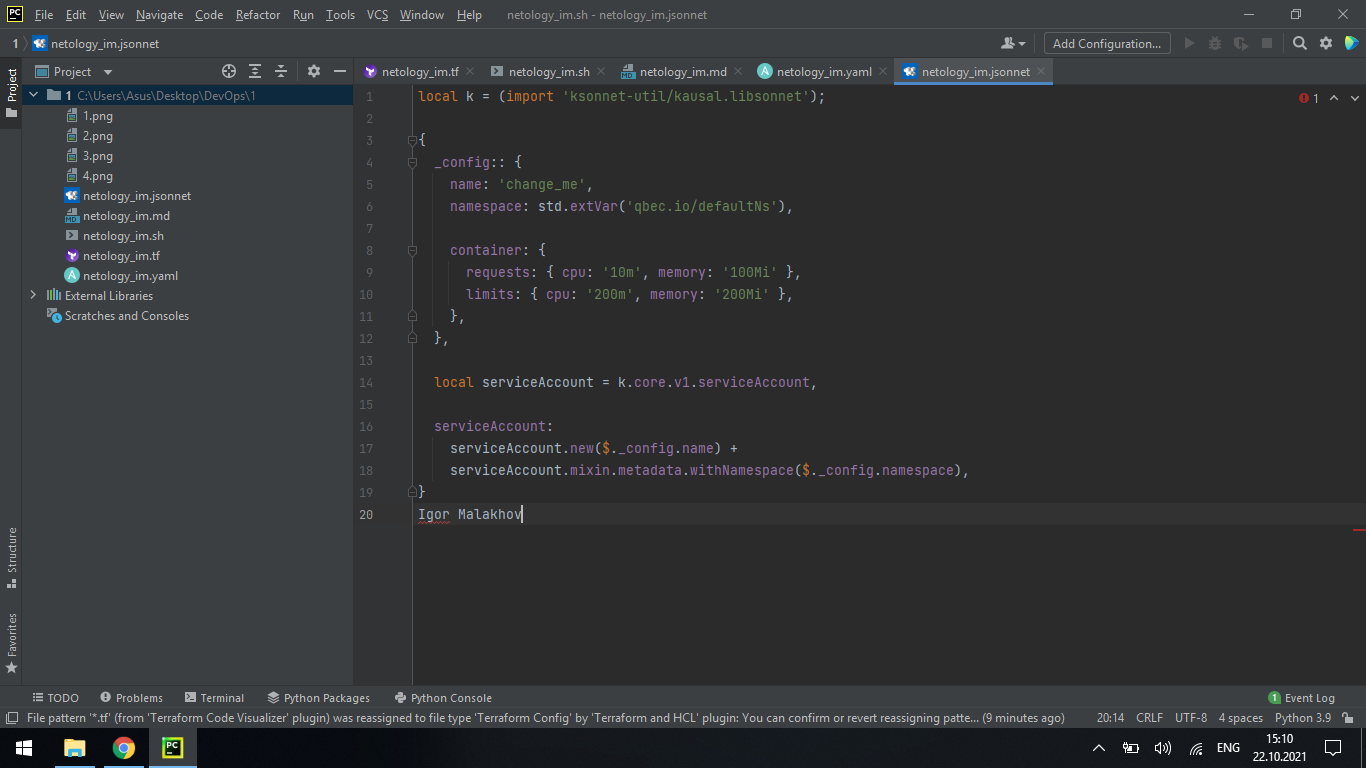 PC File Edit View Navigate Code Refactor Run Tools VCS Window Help netology_im.sh - netology_im.jsonnet
1 netology_im.jsonnet Add Configuration...
Project netology_im.tf netology_im.sh netology_im.md netology_im.yaml netology_im.jsonnet
Project
1 C:\Users\Asus\Desktop\DevOps\1
1.png
2.png
3.png
4.png
netology_im.jsonnet
netology_im.md
netology_im.sh
netology_im.tf
netology_im.yaml
External Libraries
Scratches and Consoles
1 local k = (import 'ksonnet-util/kausal.libsonnet');
1
2
3 {
4 _config:: {
5 name: 'change_me',
6 namespace: std.extVar('qbec.io/defaultNs'),
7
8 container: {
9 requests: { cpu: '10m', memory: '100Mi' },
10 limits: { cpu: '200m', memory: '200Mi' },
11 },
12 },
13
14 local serviceAccount = k.core.v1.serviceAccount,
15
16 serviceAccount:
17 serviceAccount.new($._config.name) +
18 serviceAccount.mixin.metadata.withNamespace($._config.namespace),
19 }
20 Igor Malakhov
Structure
Favorites
TODO Problems Terminal Python Packages Python Console 1 Event Log
File pattern '*.tf' (from 'Terraform Code Visualizer' plugin) was reassigned to file type 'Terraform Config' by 'Terraform and HCL' plugin: You can confirm or revert reassigning patte... (9 minutes ago) 20:14 CRLF UTF-8 4 spaces Python 3.9
PC ENG 15:10
22.10.2021